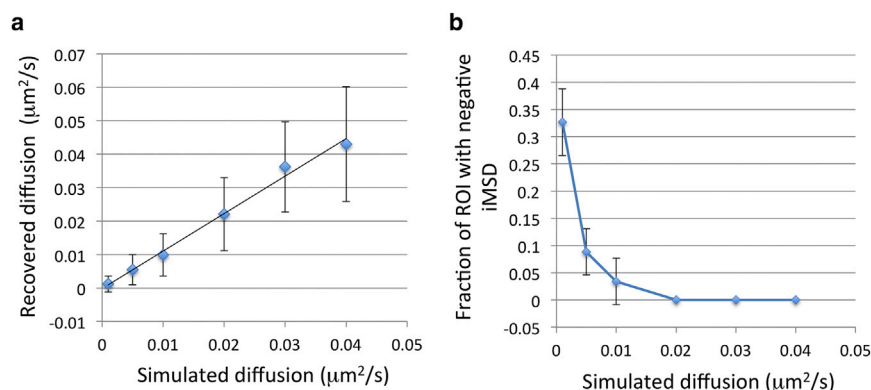 a
Recovered diffusion (μm²/s)
0.07
0.06
0.05
0.04
0.03
0.02
0.01
0
-0.01
0 0.01 0.02 0.03 0.04 0.05
Simulated diffusion (μm²/s)
b
Fraction of ROI with negative
iMSD
0.45
0.4
0.35
0.3
0.25
0.2
0.15
0.1
0.05
0
-0.05
0 0.01 0.02 0.03 0.04 0.05
Simulated diffusion (μm²/s)